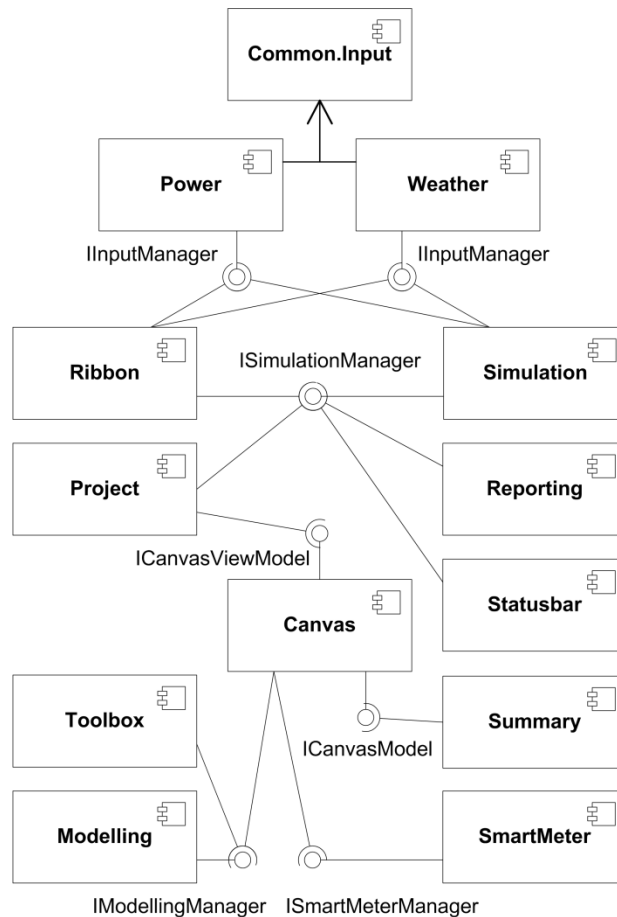 Common.Input
Power
Weather
IInputManager
IInputManager
Ribbon
ISimulationManager
Simulation
Project
Reporting
ICanvasViewModel
Canvas
Statusbar
Toolbox
Summary
ICanvasModel
Modelling
SmartMeter
IModellingManager
ISmartMeterManager